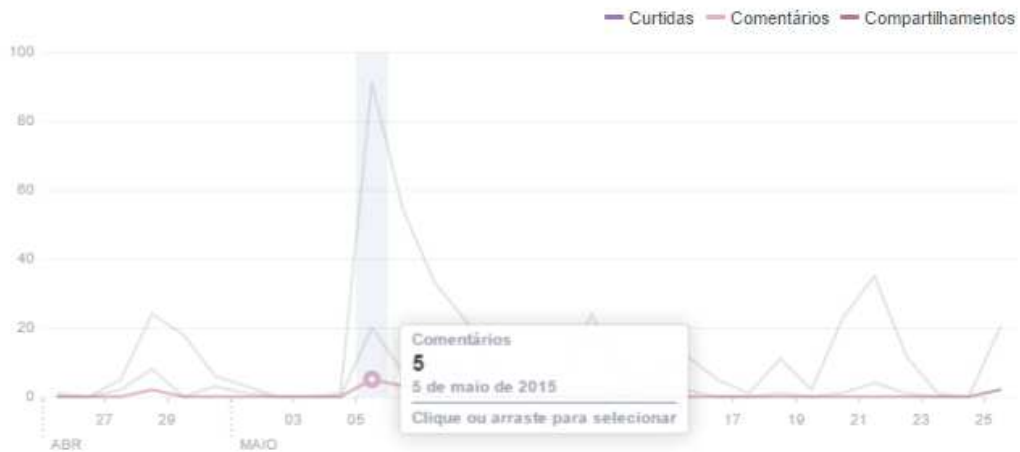 Curtidas Comentários Compartilhamentos
100
80
60
40
20
0
Comentários
5
5 de maio de 2015
Clique ou arraste para selecionar
27 29 03 05 17 19 21 23 25
ABR MAIO